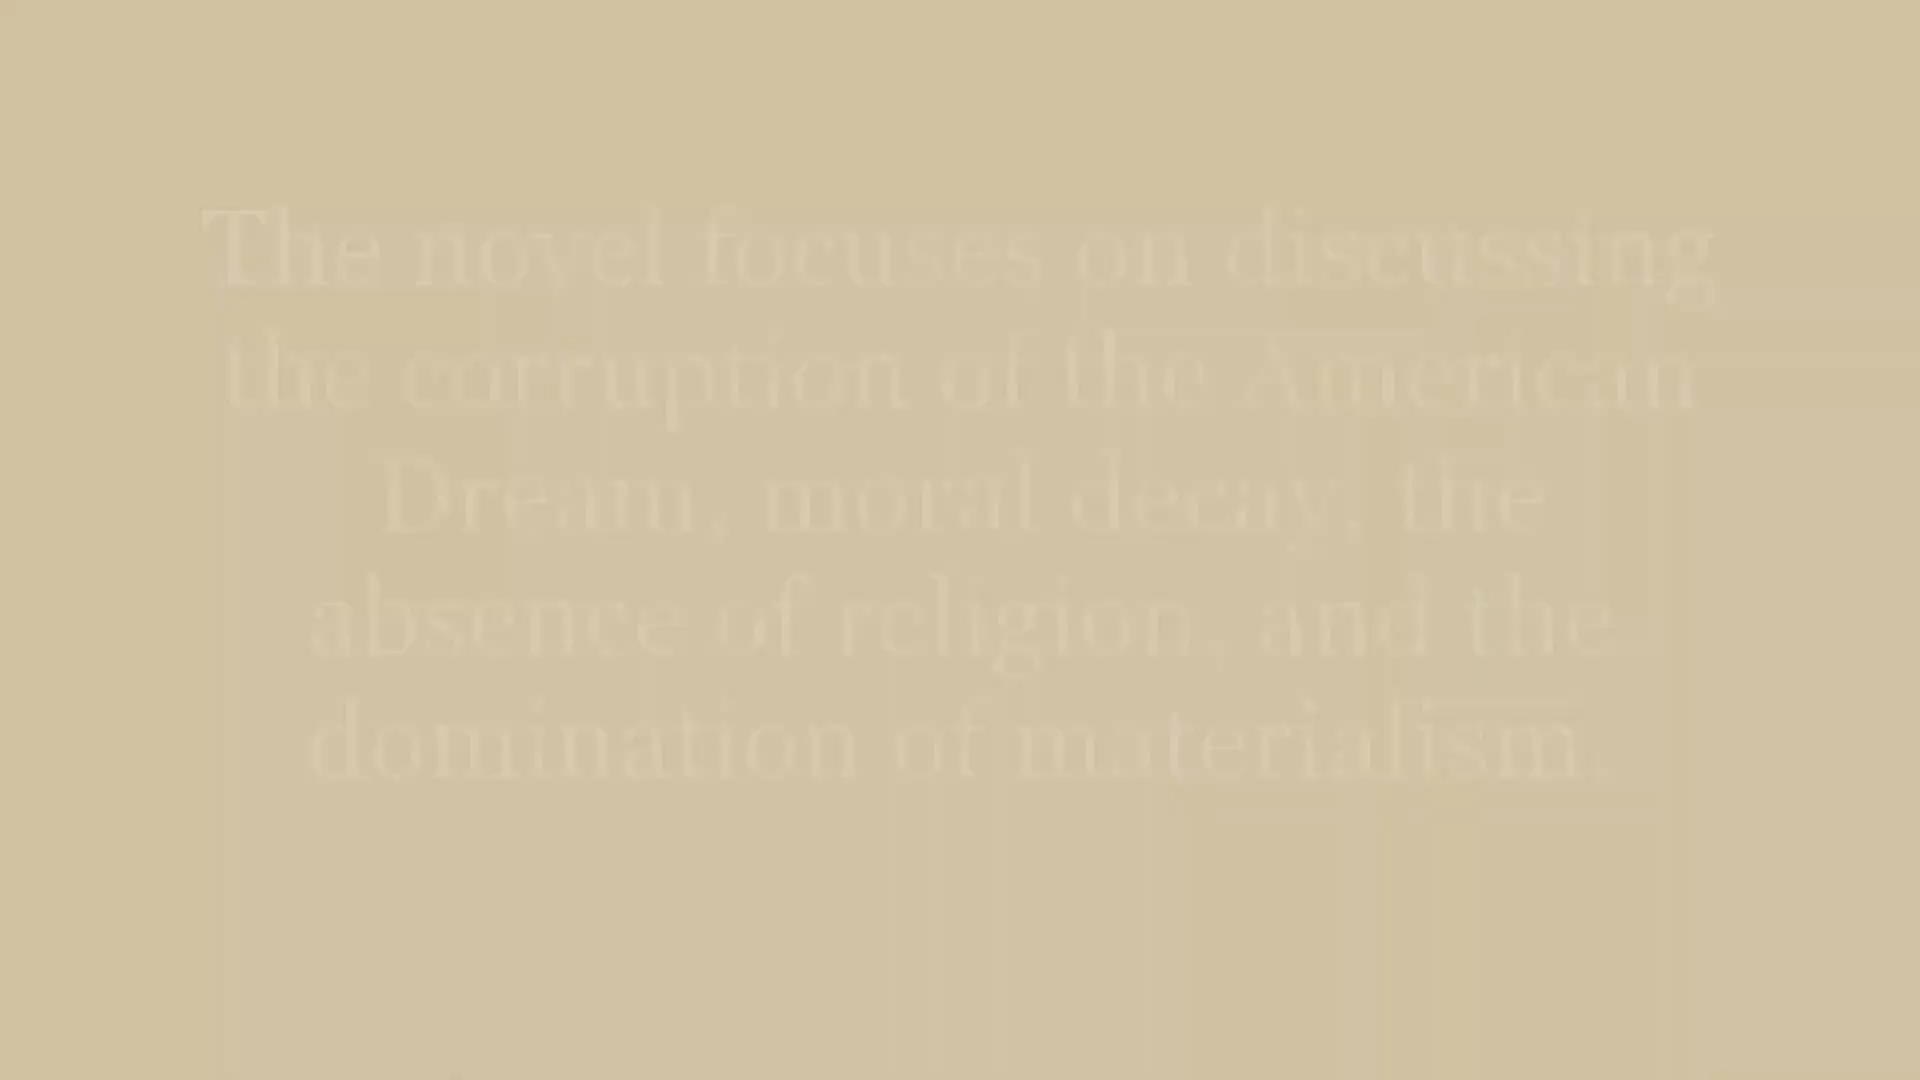 The novel focuses on discussing
the corruption of the American
Dream, moral decay, the
absence of religion, and the
domination of materialism.